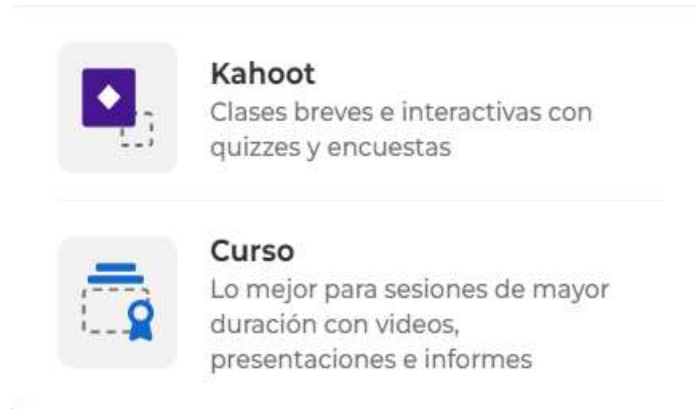 Kahoot
Clases breves e interactivas con
quizzes y encuestas
Curso
Lo mejor para sesiones de mayor
duración con videos,
presentaciones e informes